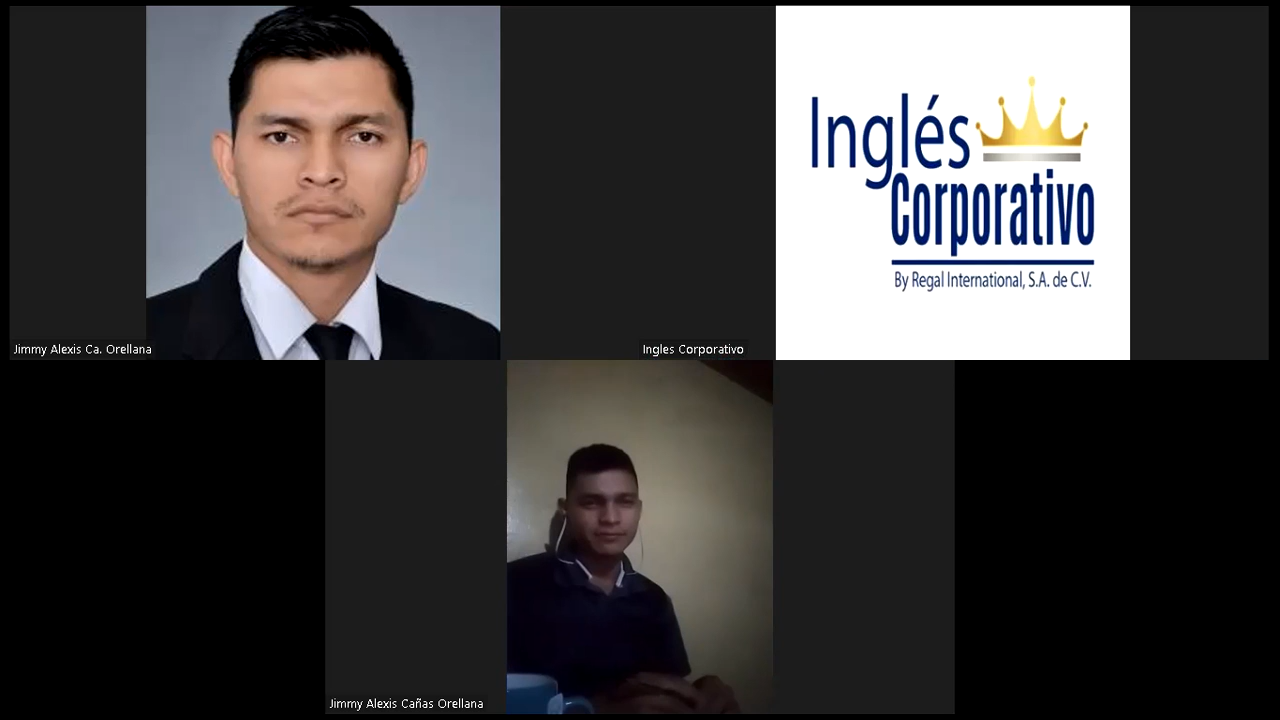 Inglés
Corporativo
By Regal International, S.A. de C.V.
Jimmy Alexis Ca. Orellana
Ingles Corporativo
Jimmy Alexis Cañas Orellana